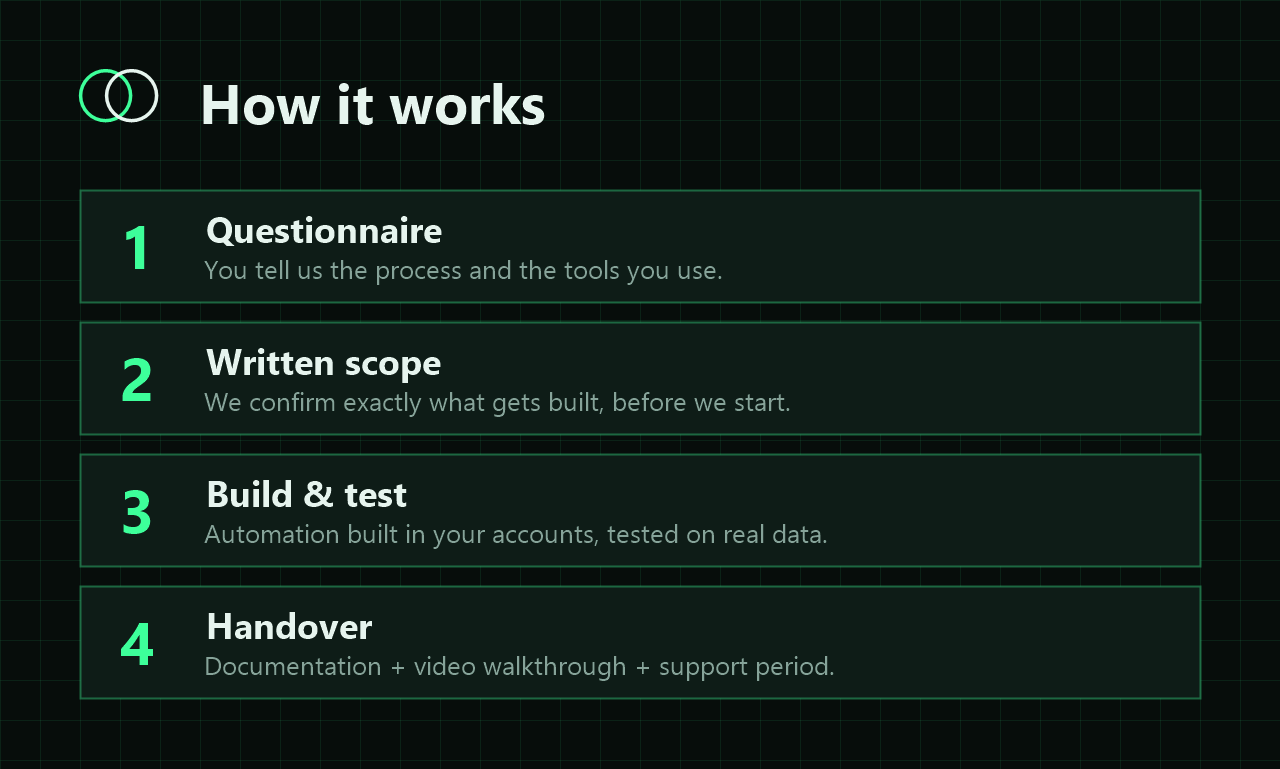 How it works
1
Questionnaire
You tell us the process and the tools you use.
2
Written scope
We confirm exactly what gets built, before we start.
3
Build & test
Automation built in your accounts, tested on real data.
4
Handover
Documentation + video walkthrough + support period.